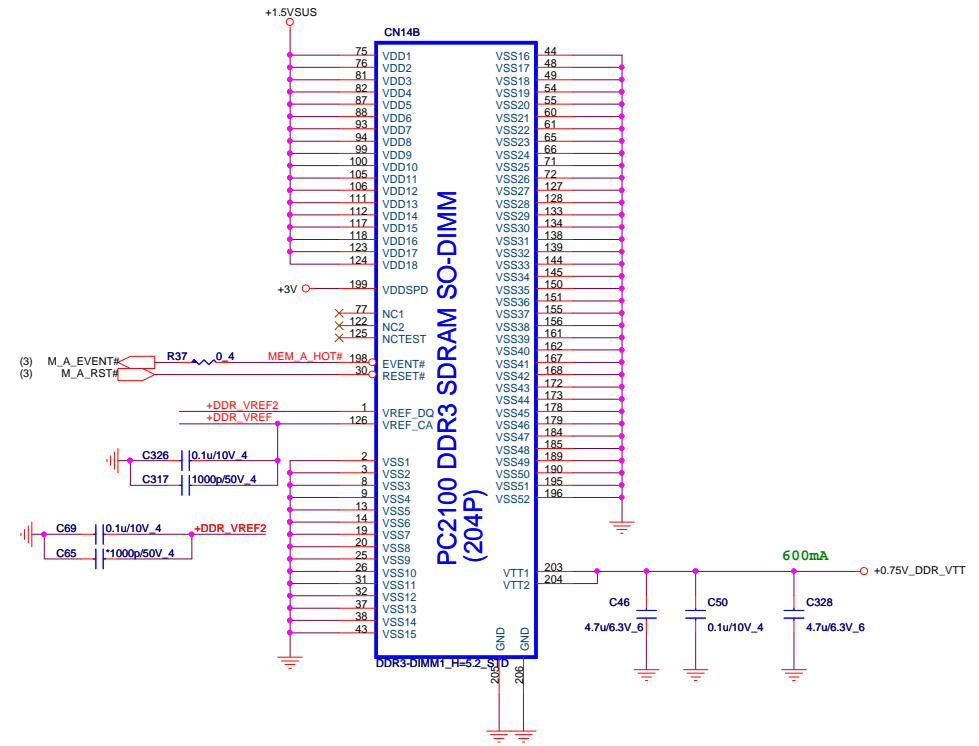 +1.5VSUS
CN14B
75 VDD1 VSS16 44
76 VDD2 VSS17 48
81 VDD3 VSS18 49
82 VDD4 VSS19 54
87 VDD5 VSS20 55
88 VDD6 VSS21 60
93 VDD7 VSS22 61
94 VDD8 VSS23 65
99 VDD9 VSS24 66
100 VDD10 VSS25 71
105 VDD11 VSS26 72
106 VDD12 VSS27 127
111 VDD13 VSS28 128
112 VDD14 VSS29 133
117 VDD15 VSS30 134
118 VDD16 VSS31 138
123 VDD17 VSS32 139
124 VDD18 VSS33 144
VSS34 145
+3V 199 VDDSPD VSS35 150
VSS36 151
77 NC1 VSS37 155
122 NC2 VSS38 156
125 NCTEST VSS39 161
VSS40 162
(3) M_A_EVENT# R37 0_4 MEM_A_HOT# 198 EVENT# VSS41 167
(3) M_A_RST# 30 RESET# VSS42 168
VSS43 172
VSS44 173
+DDR_VREF2 1 VREF_DQ VSS45 178
+DDR_VREF 126 VREF_CA VSS46 179
VSS47 184
VSS48 185
C326 0.1u/10V_4 2 VSS1 VSS49 189
3 VSS2 VSS50 190
C317 1000p/50V_4 8 VSS3 VSS51 195
9 VSS4 VSS52 196
13 VSS5
14 VSS6
C69 0.1u/10V_4 +DDR_VREF2 19 VSS7
20 VSS8
C65 *1000p/50V_4 25 VSS9
26 VSS10 VTT1 203 600mA +0.75V_DDR_VTT
31 VSS11 VTT2 204
32 VSS12
37 VSS13 C46 C50 C328
38 VSS14 4.7u/6.3V_6 0.1u/10V_4 4.7u/6.3V_6
43 VSS15
PC2100 DDR3 SDRAM SO-DIMM
(204P)
GND GND
DDR3-DIMM1_H=5.2_STD
205 206